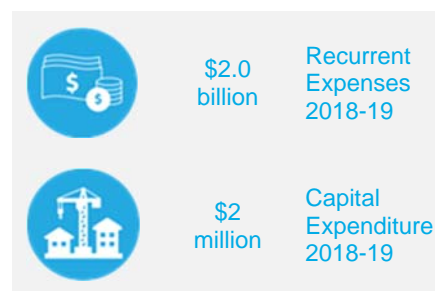 $
$
$2.0
billion
Recurrent
Expenses
2018-19
$2
million
Capital
Expenditure
2018-19